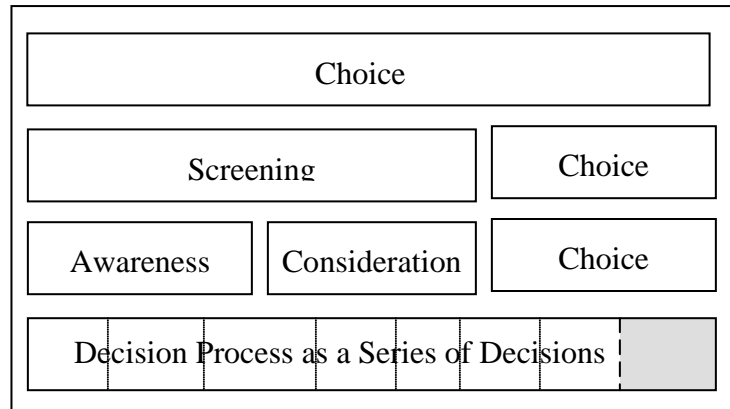 Choice
Screening
Choice
Awareness
Consideration
Choice
Decision Process as a Series of Decisions